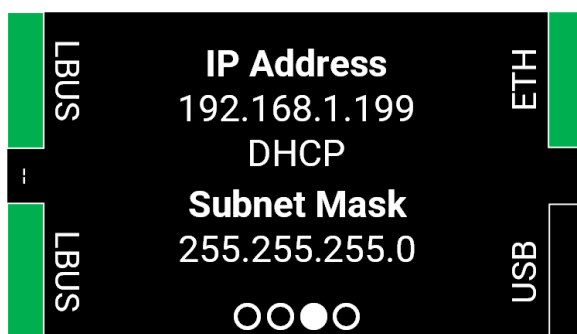 LBUS
LBUS
IP Address
192.168.1.199
DHCP
Subnet Mask
255.255.255.0
ETH
USB